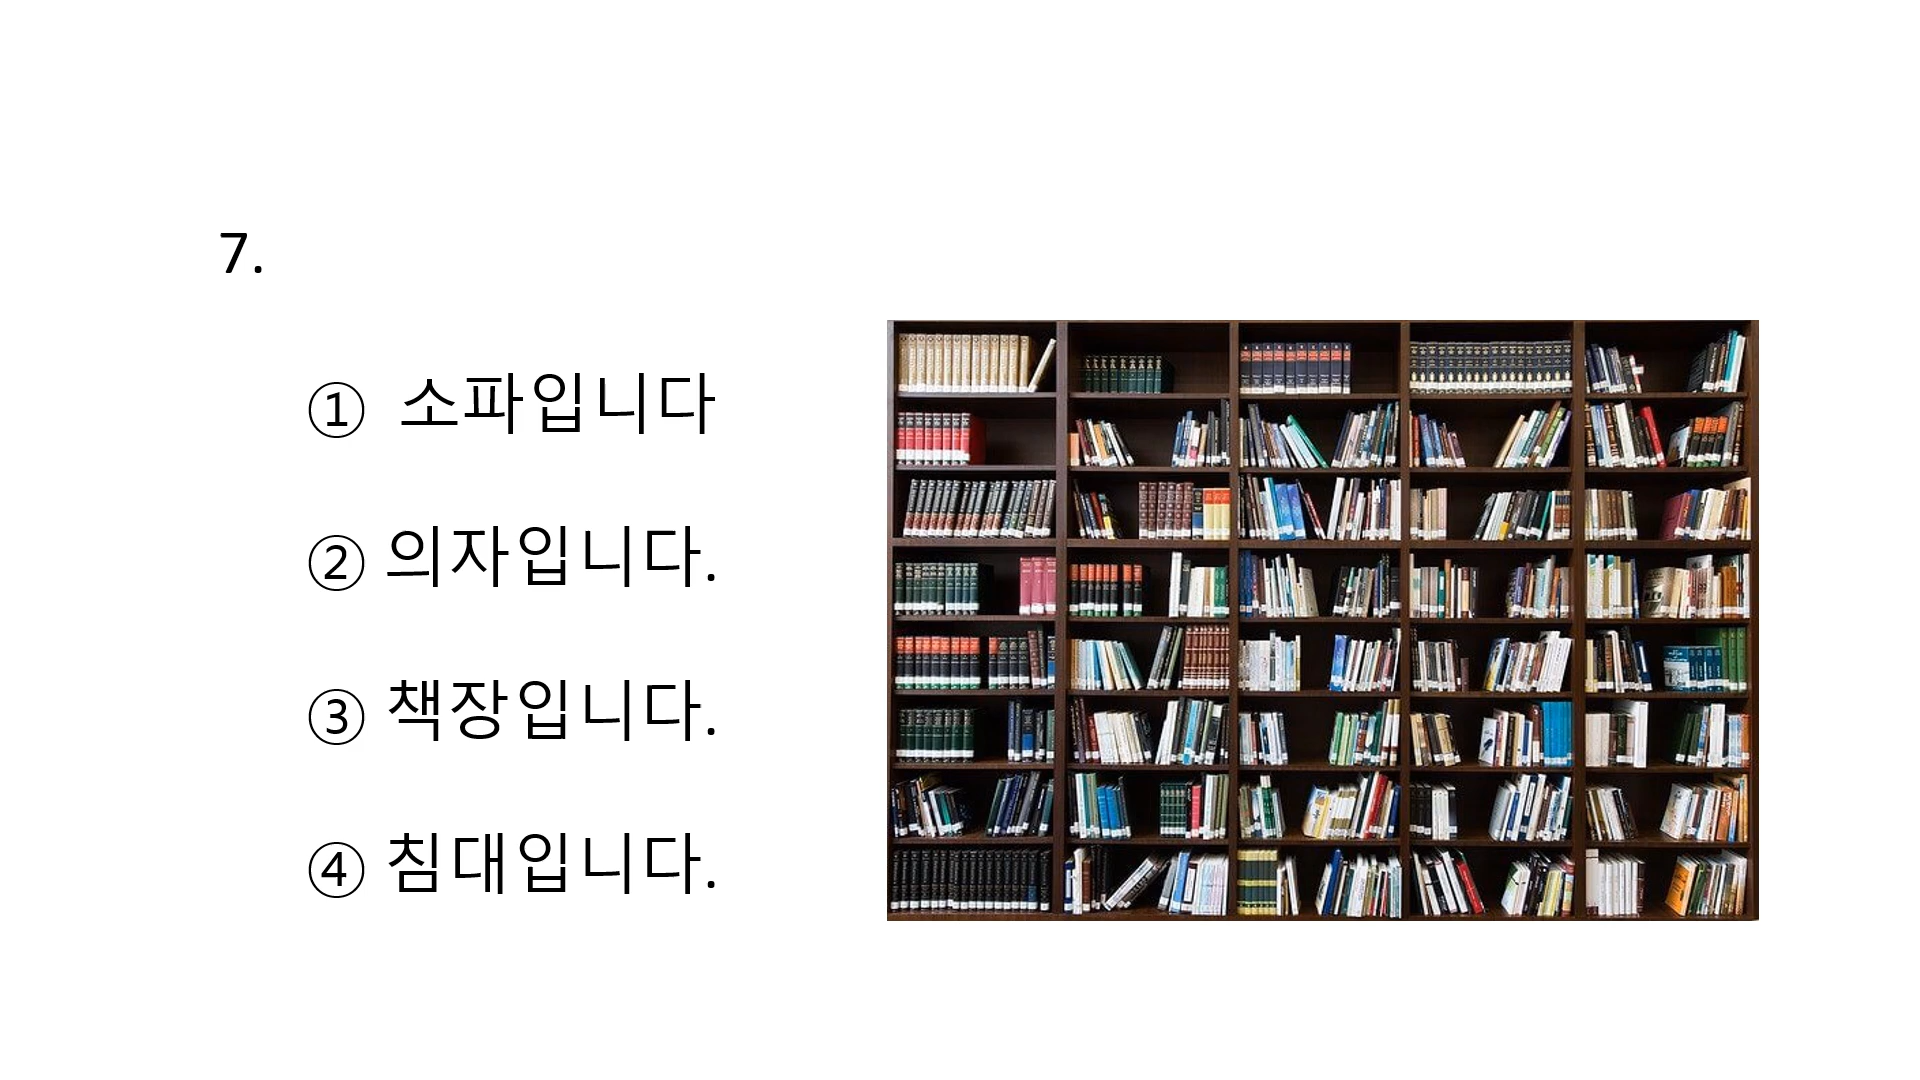 7.
① 소파입니다
② 의자입니다.
③ 책장입니다.
④ 침대입니다.